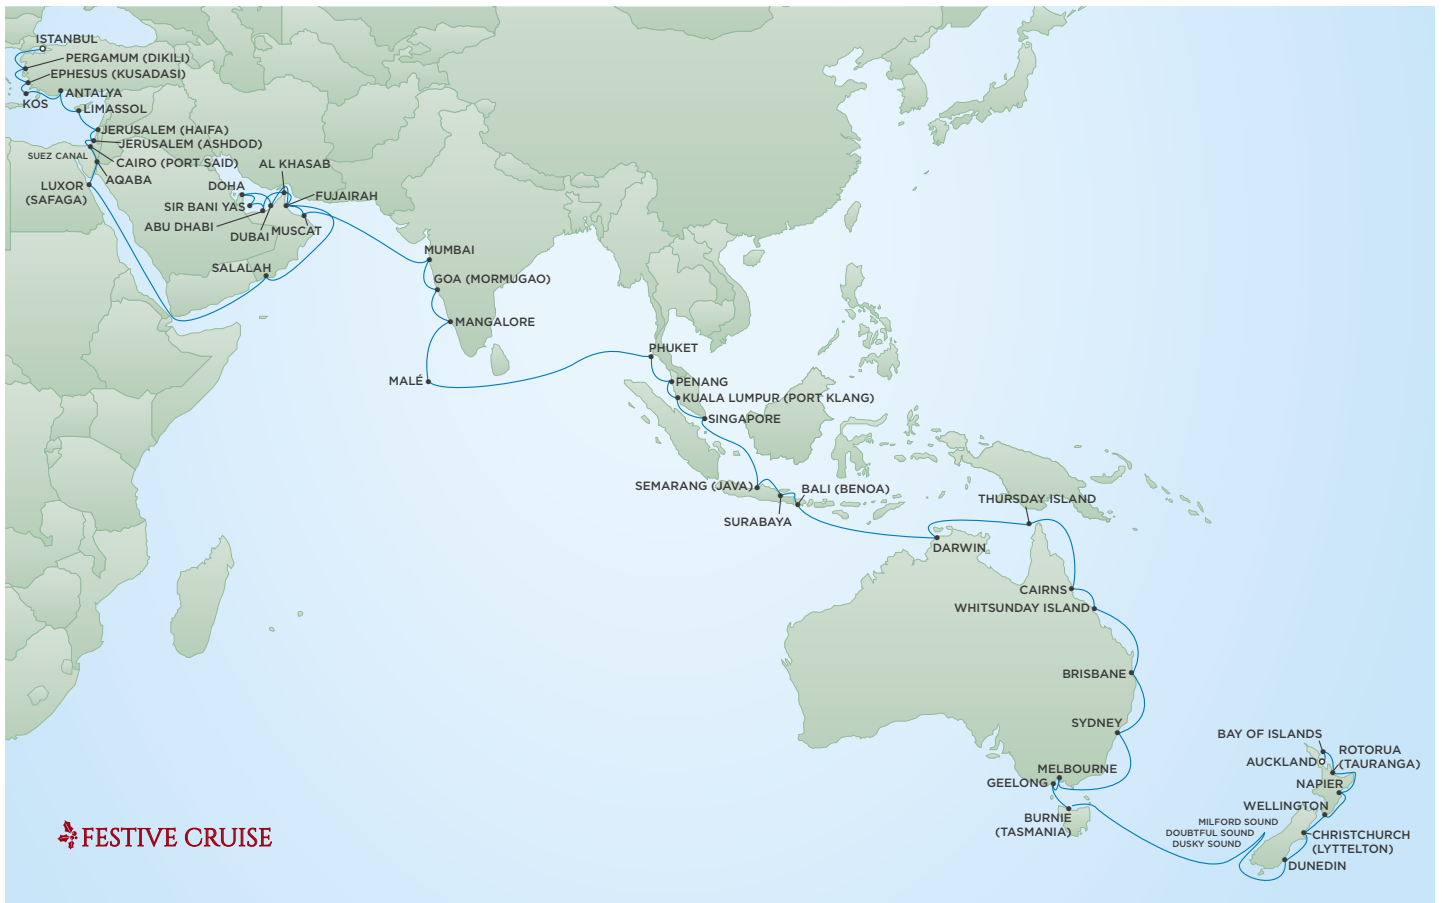 ISTANBUL
PERGAMUM (DIKILI)
EPHESUS (KUSADASI)
KOS
ANTALYA
LIMASSOL
JERUSALEM (HAIFA)
JERUSALEM (ASHDOD)
SUEZ CANAL
CAIRO (PORT SAID)
AQABA
LUXOR
(SAFAGA)
AL KHASAB
DOHA
FUJAIRAH
SIR BANI YAS
ABU DHABI
DUBAI
MUSCAT
SALALAH
MUMBAI
GOA (MORMUGAO)
MANGALORE
MALÉ
PHUKET
PENANG
KUALA LUMPUR (PORT KLANG)
SINGAPORE
SEMARANG (JAVA)
BALI (BENOA)
SURABAYA
THURSDAY ISLAND
DARWIN
CAIRNS
WHITSUNDAY ISLAND
BRISBANE
SYDNEY
MELBOURNE
GEELONG
BURNIE
(TASMANIA)
BAY OF ISLANDS
AUCKLAND
ROTORUA
(TAURANGA)
NAPIER
WELLINGTON
MILFORD SOUND
DOUBTFUL SOUND
DUSKY SOUND
CHRISTCHURCH
(LYTTELTON)
DUNEDIN
FESTIVE CRUISE